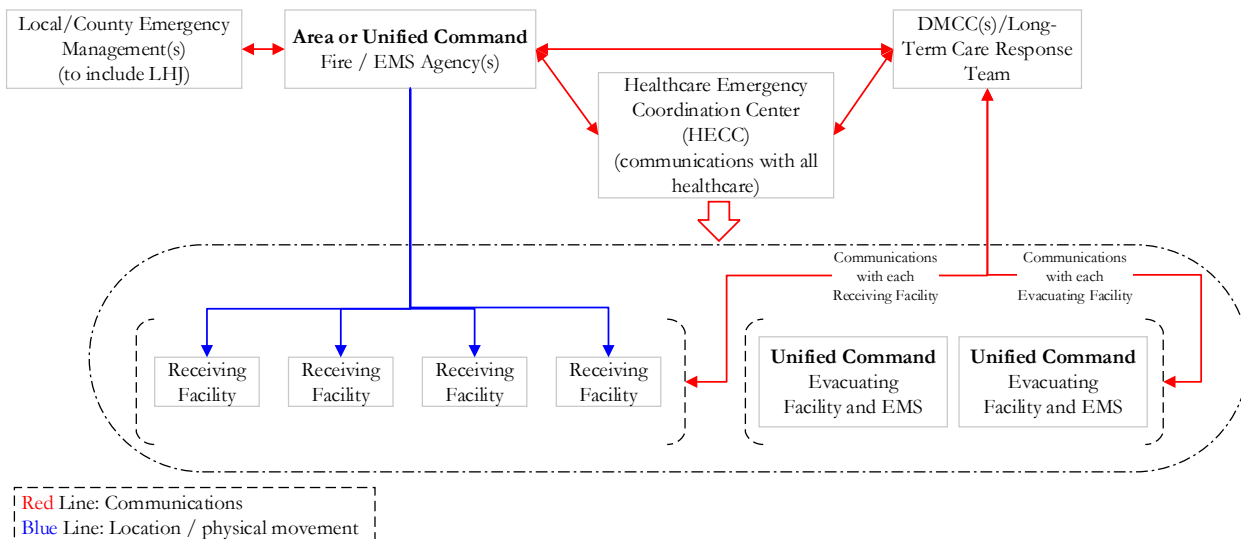 Local/County Emergency
Management(s)
(to include LHJ)
Area or Unified Command
Fire / EMS Agency(s)
DMCC(s)/Long-
Term Care Response
Team
Healthcare Emergency
Coordination Center
(HECC)
(communications with all
healthcare)
Communications
with each
Receiving Facility
Communications
with each
Evacuating Facility
Receiving
Facility
Receiving
Facility
Receiving
Facility
Receiving
Facility
Unified Command
Evacuating
Facility and EMS
Unified Command
Evacuating
Facility and EMS
Red Line: Communications
Blue Line: Location / physical movement